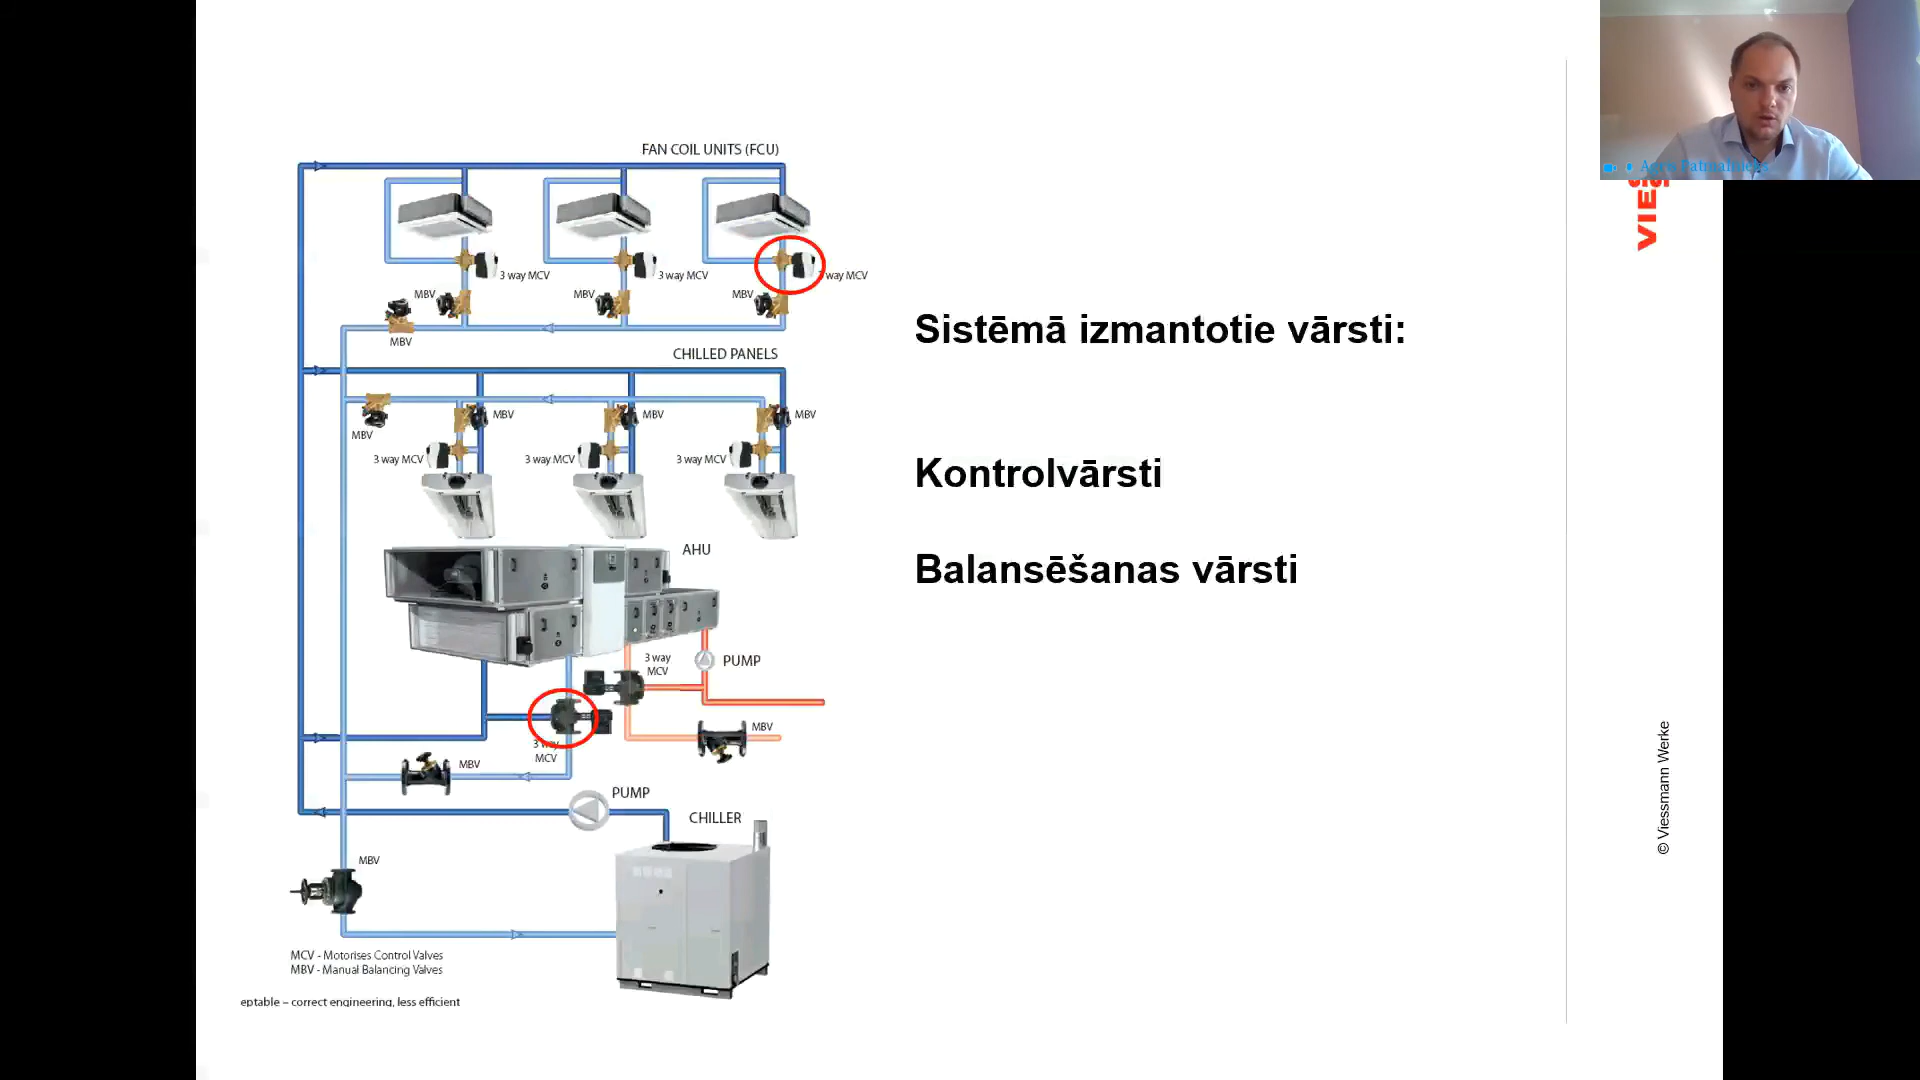 FAN COIL UNITS (FCU)
3 way MCV
3 way MCV
way MCV
MBV
MBV
MBV
MBV
CHILLED PANELS
MBV
MBV
MBV
MBV
3 way MCV
3 way MCV
3 way MCV
AHU
3 way
MCV
PUMP
MBV
3 way
MCV
MBV
PUMP
CHILLER
MBV
MCV - Motorises Control Valves
MBV - Manual Balancing Valves
eptable – correct engineering, less efficient
Sistēmā izmantotie vārsti:
Kontrolvārsti
Balansēšanas vārsti
VIES
© Viessmann Werke